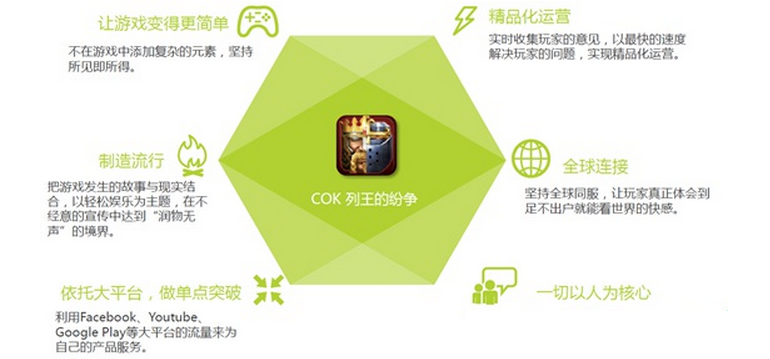 让游戏变得更简单
不在游戏中添加复杂的元素，坚持
所见即所得。
精品化运营
实时收集玩家的意见，以最快的速度
解决玩家的问题，实现精品化运营。
制造流行
把游戏发生的故事与现实结
合，以轻松娱乐为主题，在不
经意的宣传中达到“润物无
声”的境界。
COK 列王的纷争
全球连接
坚持全球同服，让玩家真正体会到
足不出户就能看世界的快感。
依托大平台，做单点突破
利用Facebook、Youtube、
Google Play等大平台的流量来为
自己的产品服务。
一切以人为核心